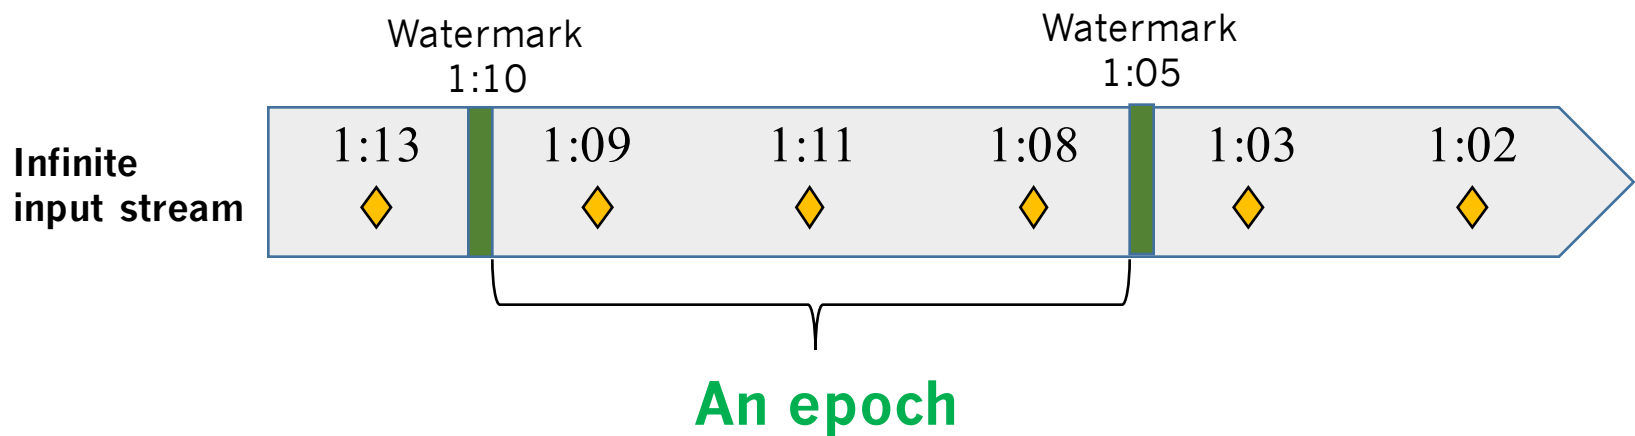 Watermark
1:10
Watermark
1:05
Infinite
input stream
1:13
1:09
1:11
1:08
1:03
1:02
An epoch